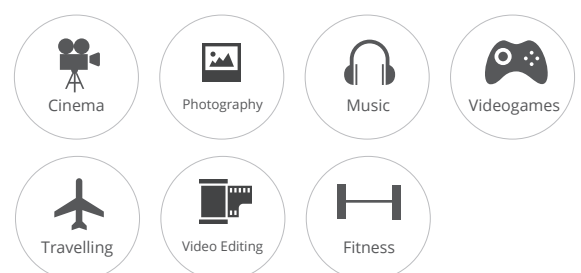 Cinema
Photography
Music
Videogames
Travelling
Video Editing
Fitness